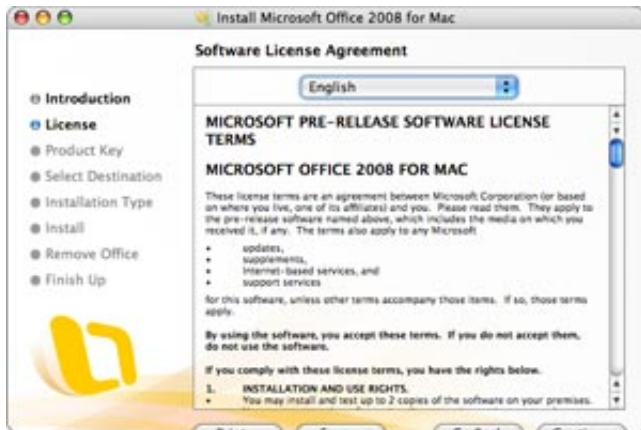 Install Microsoft Office 2008 for Mac
Software License Agreement
English
Introduction
License
Product Key
Select Destination
Installation Type
Install
Remove Office
Finish Up
MICROSOFT PRE-RELEASE SOFTWARE LICENSE
TERMS
MICROSOFT OFFICE 2008 FOR MAC
These license terms are an agreement between Microsoft Corporation (or based
on where you live, one of its affiliates) and you. Please read them. They apply to
the pre-release software named above, which includes the media on which you
received it, if any. The terms also apply to any Microsoft
• updates,
• supplements,
• Internet-based services, and
• support services
for this software, unless other terms accompany those items. If so, those terms
apply.
By using the software, you accept these terms. If you do not accept them,
do not use the software.
If you comply with these license terms, you have the rights below.
1. INSTALLATION AND USE RIGHTS.
• You may install and test up to 2 copies of the software on your premises.